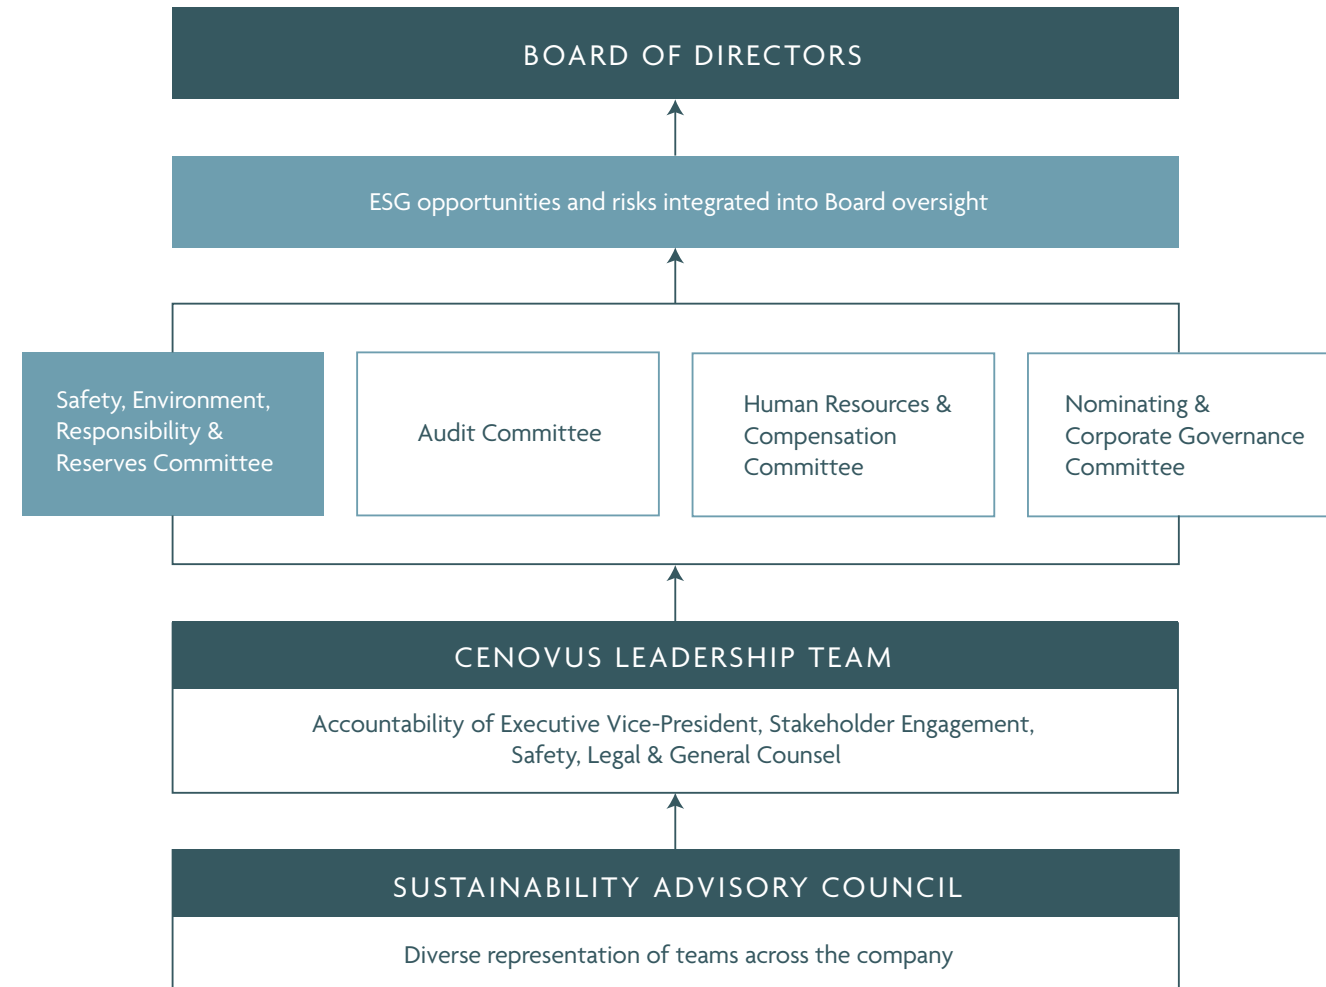 BOARD OF DIRECTORS
ESG opportunities and risks integrated into Board oversight
Safety, Environment,
Responsibility &
Reserves Committee
Audit Committee
Human Resources &
Compensation
Committee
Nominating &
Corporate Governance
Committee
CENOVUS LEADERSHIP TEAM
Accountability of Executive Vice-President, Stakeholder Engagement,
Safety, Legal & General Counsel
SUSTAINABILITY ADVISORY COUNCIL
Diverse representation of teams across the company